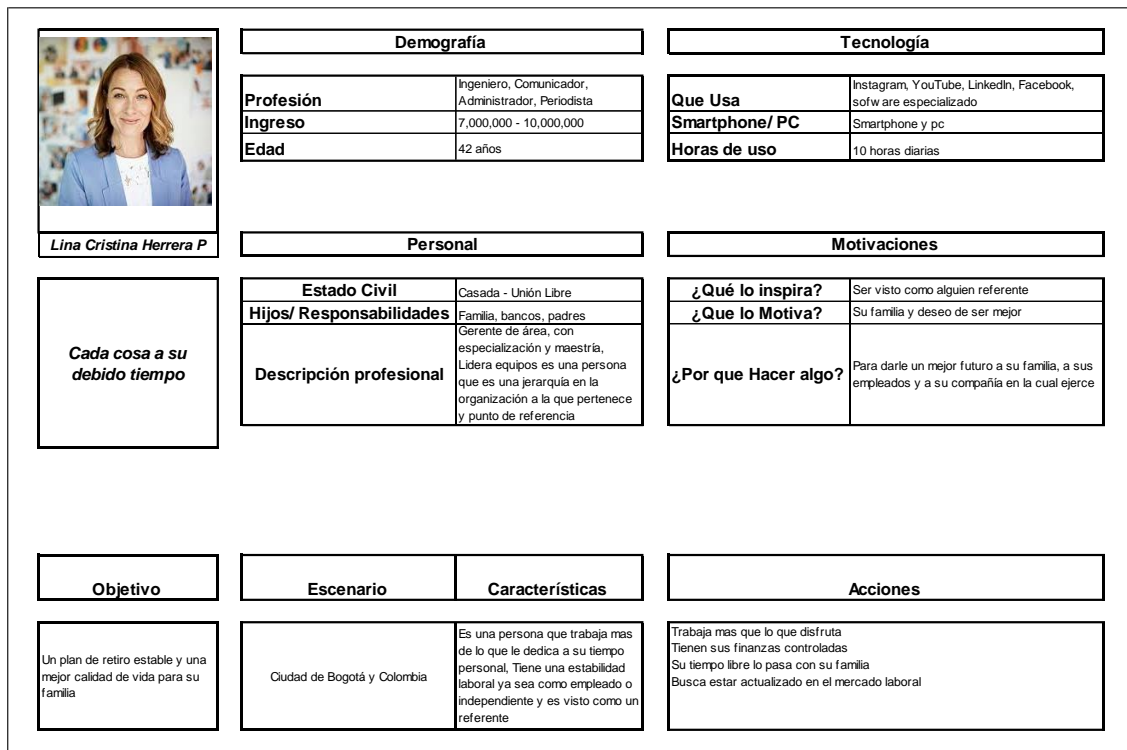 Demografía
Profesión
Ingeniero, Comunicador,
Administrador, Periodista
Ingreso
7,000,000 - 10,000,000
Edad
42 años
Tecnología
Que Usa
Instagram, YouTube, LinkedIn, Facebook,
sofw are especializado
Smartphone/ PC
Smartphone y pc
Horas de uso
10 horas diarias
Lina Cristina Herrera P
Personal
Estado Civil
Casada - Unión Libre
Hijos/ Responsabilidades
Familia, bancos, padres
Descripción profesional
Gerente de área, con
especialización y maestría,
Lidera equipos es una persona
que es una jerarquía en la
organización a la que pertenece
y punto de referencia
Motivaciones
¿Qué lo inspira?
Ser visto como alguien referente
¿Que lo Motiva?
Su familia y deseo de ser mejor
¿Por que Hacer algo?
Para darle un mejor futuro a su familia, a sus
empleados y a su compañía en la cual ejerce
Cada cosa a su
debido tiempo
Objetivo
Un plan de retiro estable y una
mejor calidad de vida para su
familia
Escenario
Ciudad de Bogotá y Colombia
Características
Es una persona que trabaja mas
de lo que le dedica a su tiempo
personal, Tiene una estabilidad
laboral ya sea como empleado o
independiente y es visto como un
referente
Acciones
Trabaja mas que lo que disfruta
Tienen sus finanzas controladas
Su tiempo libre lo pasa con su familia
Busca estar actualizado en el mercado laboral